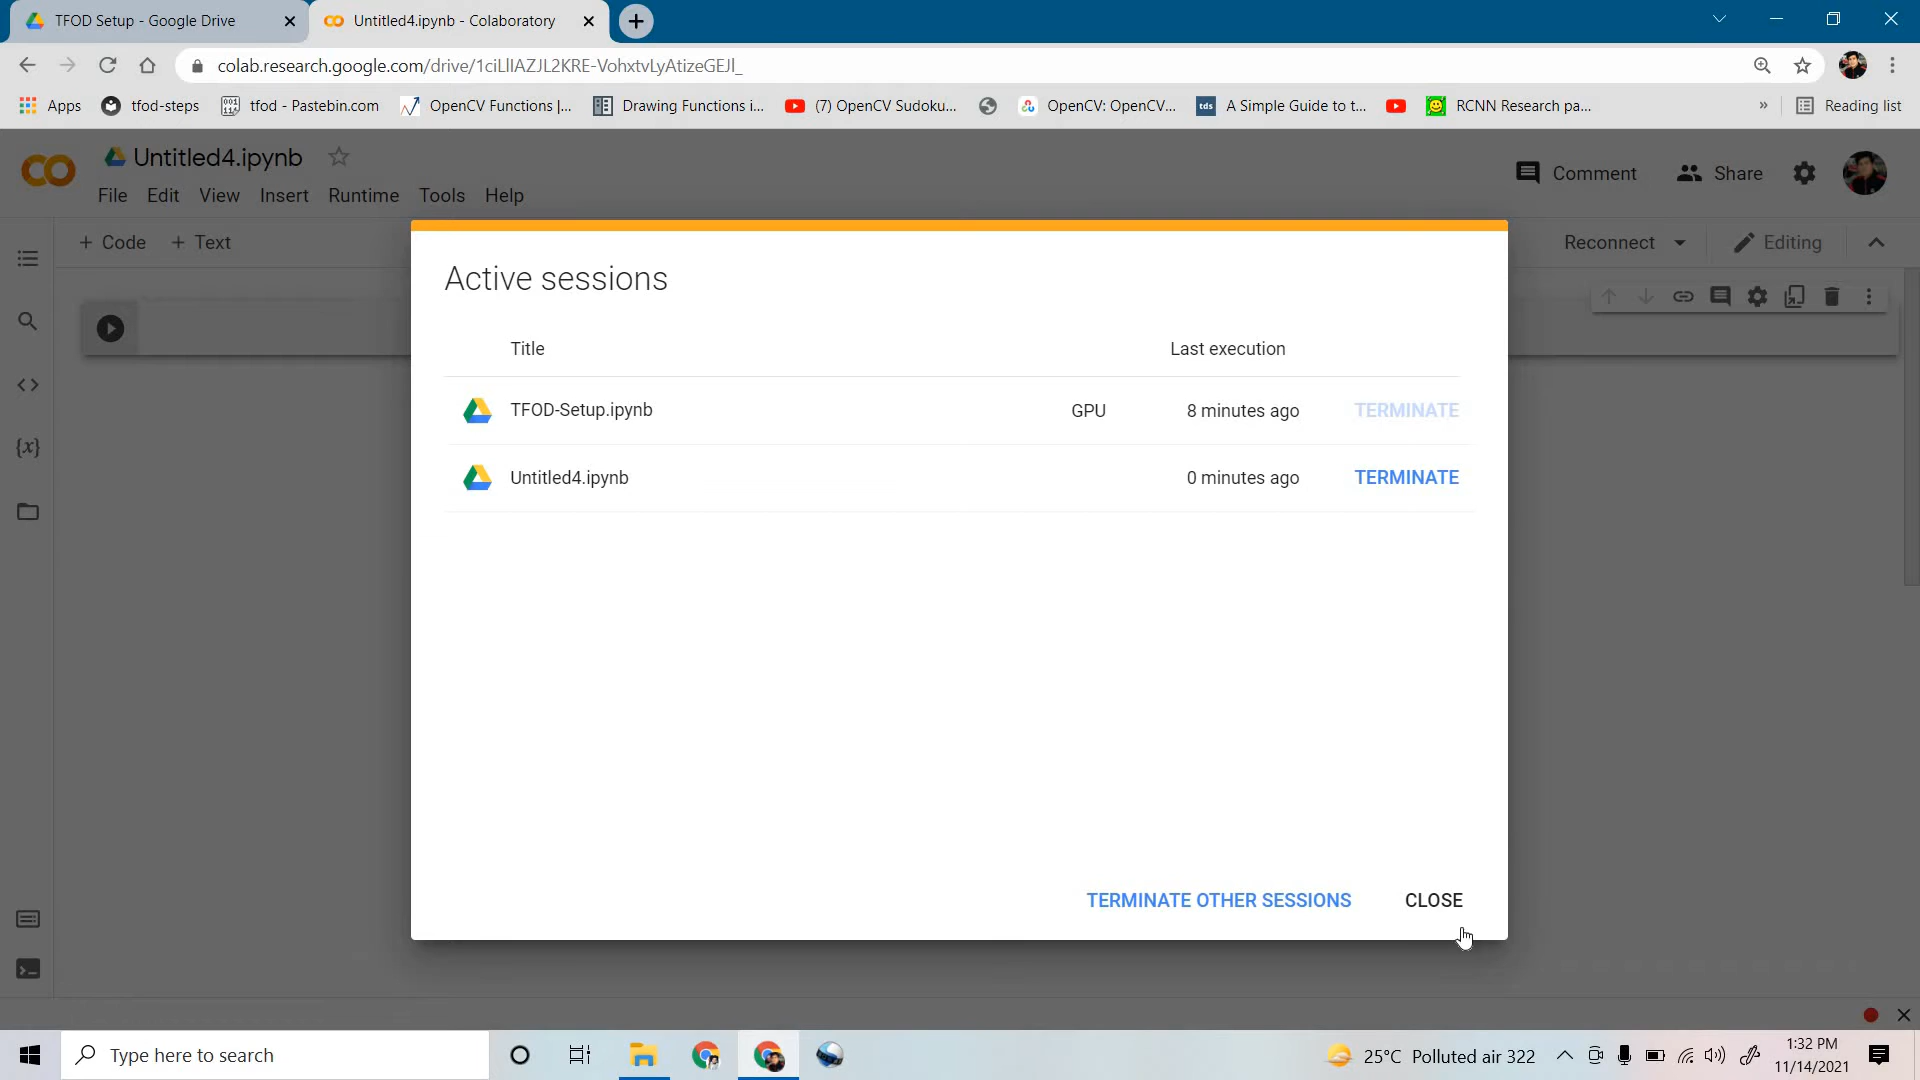 TFOD Setup - Google Drive
Untitled4.ipynb - Colaboratory
colab.research.google.com/drive/1ciLlIAZJL2KRE-VohxtvLyAtizeGEJl_
Apps
tfod-steps
tfod - Pastebin.com
OpenCV Functions |...
Drawing Functions i...
(7) OpenCV Sudoku...
OpenCV: OpenCV...
tds
A Simple Guide to t...
RCNN Research pa...
»
Reading list
Untitled4.ipynb
Comment
Share
File Edit View Insert Runtime Tools Help
+ Code + Text
Reconnect
Editing
Active sessions
Title Last execution
TFOD-Setup.ipynb GPU 8 minutes ago TERMINATE
Untitled4.ipynb 0 minutes ago TERMINATE
{x}
TERMINATE OTHER SESSIONS CLOSE
Type here to search
25°C Polluted air 322
1:32 PM
11/14/2021